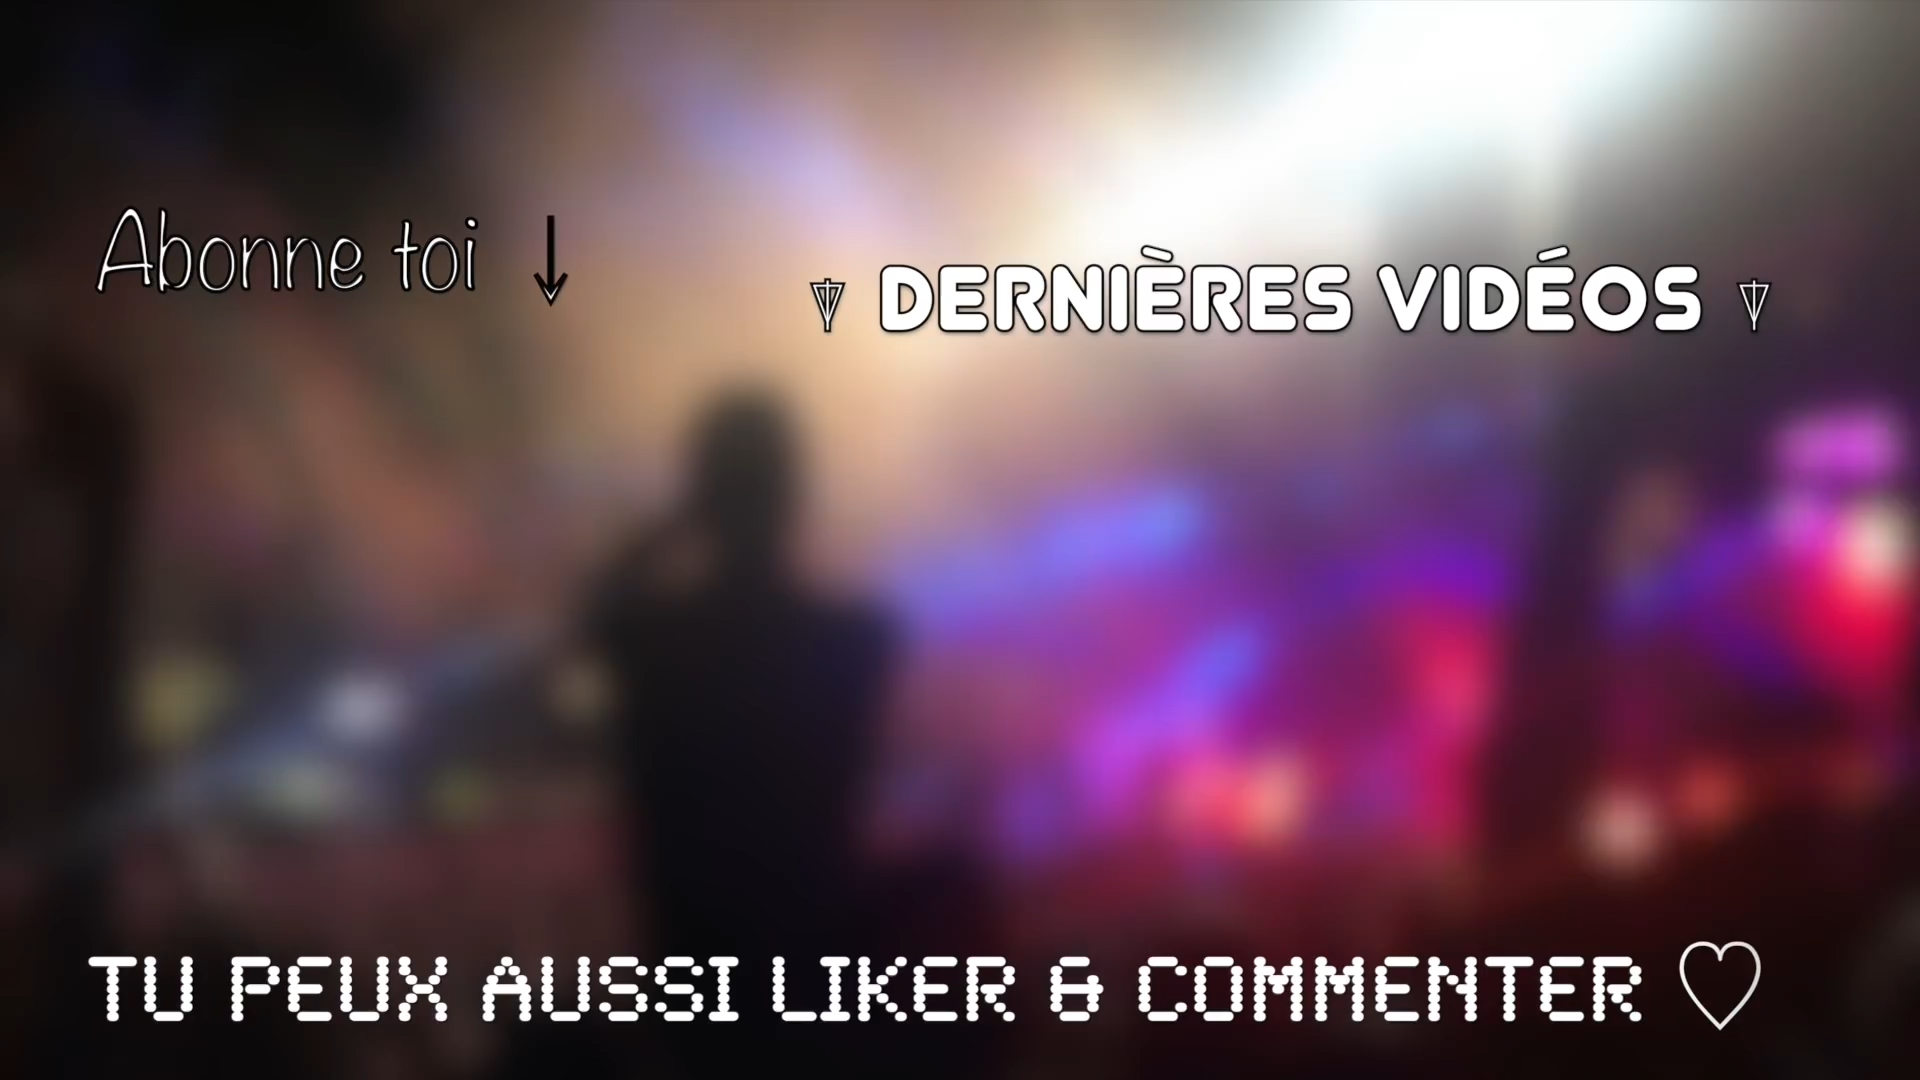 Abonne toi ↓
DERNIÈRES VIDÉOS
TU PEUX AUSSI LIKER & COMMENTER ♡